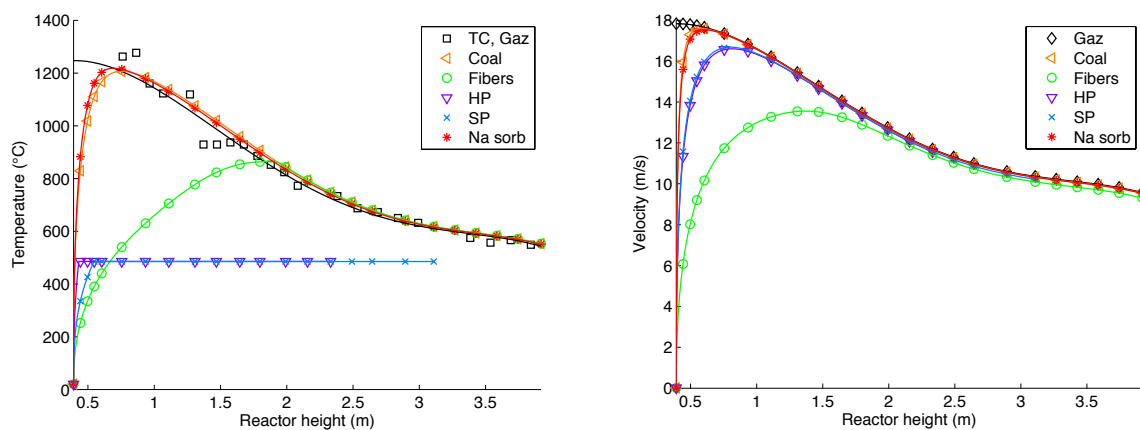 1400
1200
1000
800
600
400
200
0
Temperature (°C)
0.5 1 1.5 2 2.5 3 3.5
Reactor height (m)
TC, Gaz
Coal
Fibers
HP
SP
Na sorb
18
16
14
12
10
8
6
4
2
0
Velocity (m/s)
0.5 1 1.5 2 2.5 3 3.5
Reactor height (m)
Gaz
Coal
Fibers
HP
SP
Na sorb